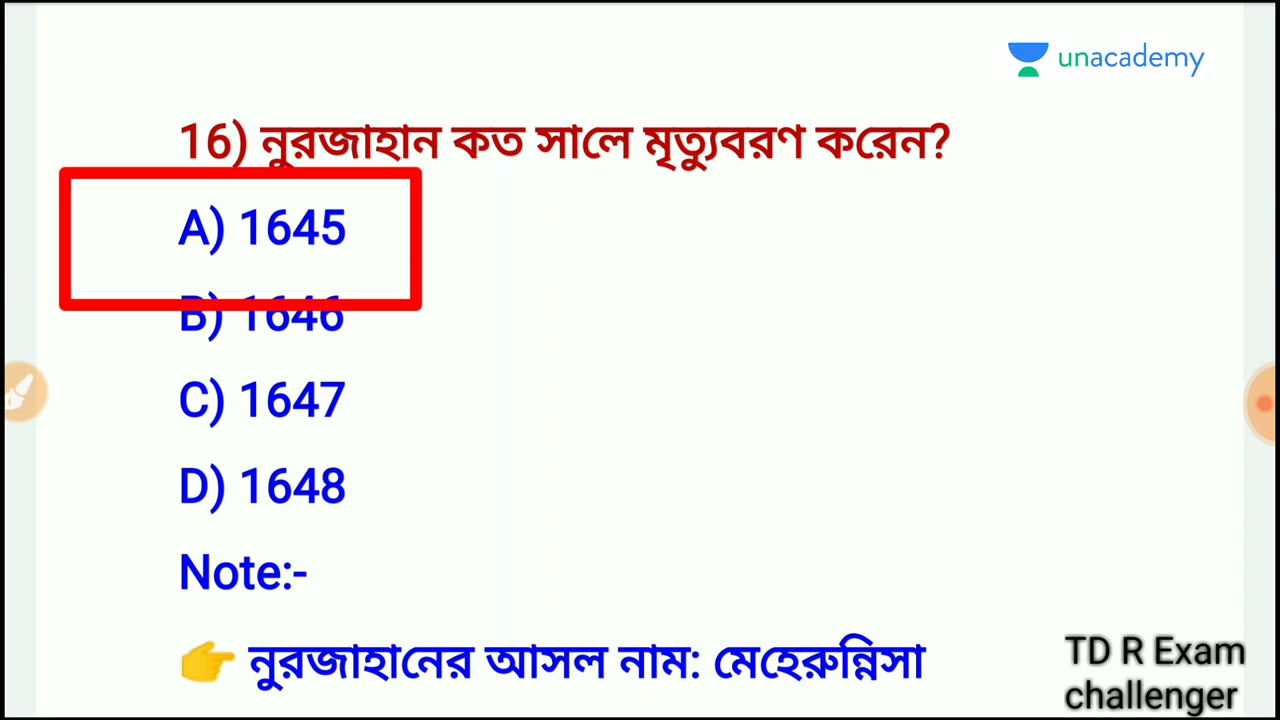 unacademy
16) নুরজাহান কত সালে মৃত্যুবরণ করেন?
A) 1645
B) 1646
C) 1647
D) 1648
Note:-
👉 নুরজাহানের আসল নাম: মেহেরুন্নিসা
TD R Exam
challenger